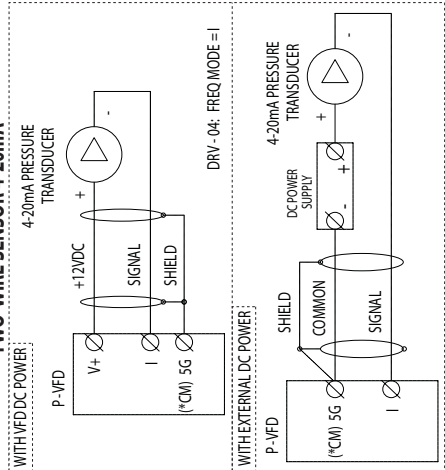 TWO-WIRE SENSOR 4-20mA
WITH VFD DC POWER
4-20mA PRESSURE
TRANSDUCER
P-VFD
+
-
V+
+12VDC
I
SIGNAL
(*CM) 5G
SHIELD
DRV - 04: FREQ MODE = I
WITH EXTERNAL DC POWER
4-20mA PRESSURE
TRANSDUCER
P-VFD
DC POWER
SUPPLY
-
+
+
-
SHIELD
(*CM) 5G
COMMON
I
SIGNAL